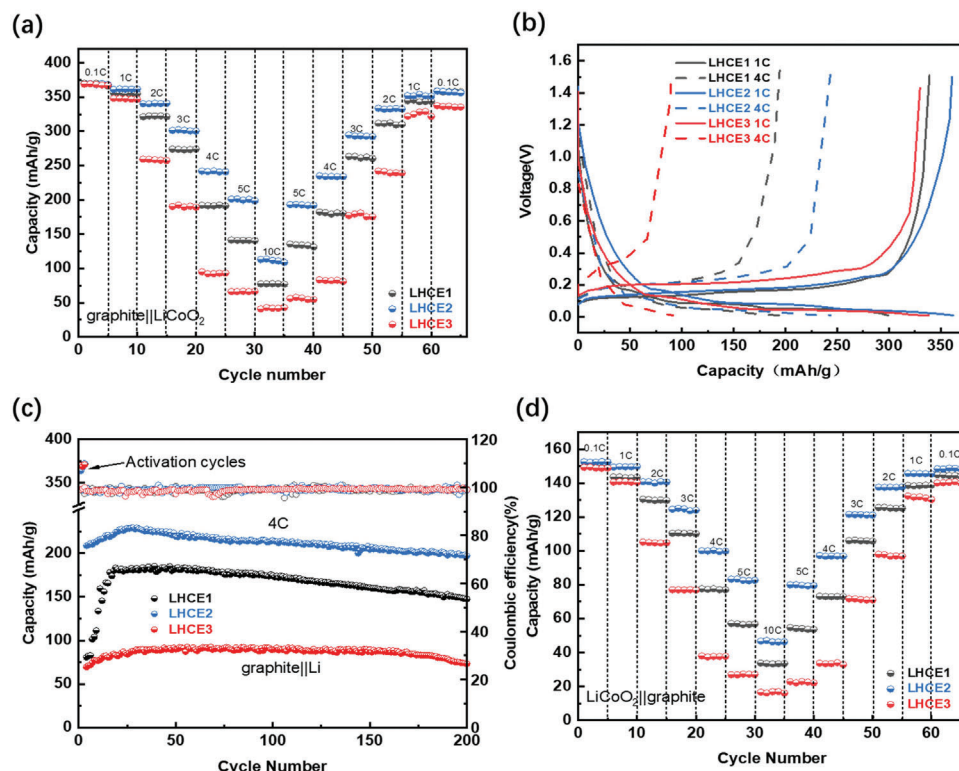 (a)
400
350
300
250
200
150
100
50
0
Capacity (mAh/g)
0.1C
1C
2C
3C
4C
5C
10C
5C
4C
3C
2C
1C
0.1C
LHCE1
LHCE2
LHCE3
graphite||LiCoO₂
0 10 20 30 40 50 60
Cycle number
(b)
1.6
1.4
1.2
1.0
0.8
0.6
0.4
0.2
0.0
Voltage(V)
LHCE1 1C
LHCE1 4C
LHCE2 1C
LHCE2 4C
LHCE3 1C
LHCE3 4C
0 50 100 150 200 250 300 350
Capacity（mAh/g）
(c)
400
350
200
150
100
50
0
Capacity (mAh/g)
Activation cycles
4C
LHCE1
LHCE2
LHCE3
graphite||Li
120
100
80
60
40
20
0
Coulombic efficiency(%)
0 50 100 150 200
Cycle Number
(d)
160
140
120
100
80
60
40
20
0
Capacity (mAh/g)
0.1C
1C
2C
3C
4C
5C
10C
5C
4C
3C
2C
1C
0.1C
LHCE1
LHCE2
LHCE3
LiCoO₂||graphite
0 10 20 30 40 50 60
Cycle Number